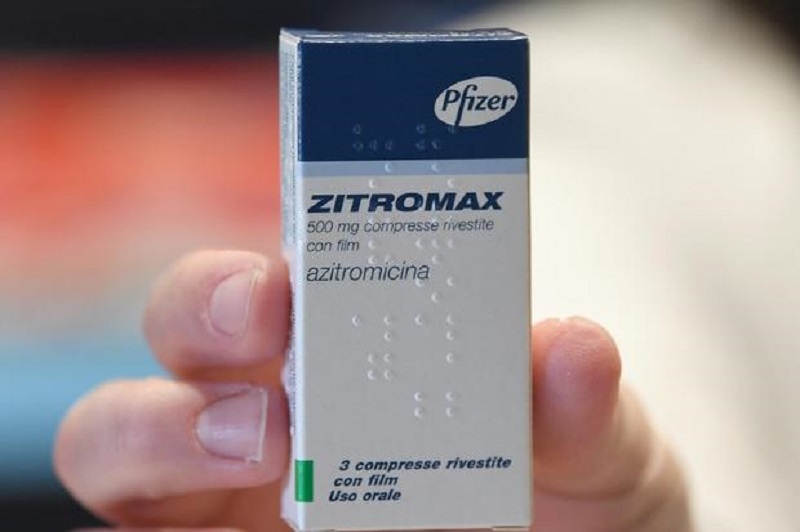 Pfizer
ZITROMAX
500 mg compresse rivestite
con film
azitromicina
3 compresse rivestite
con film
Uso orale